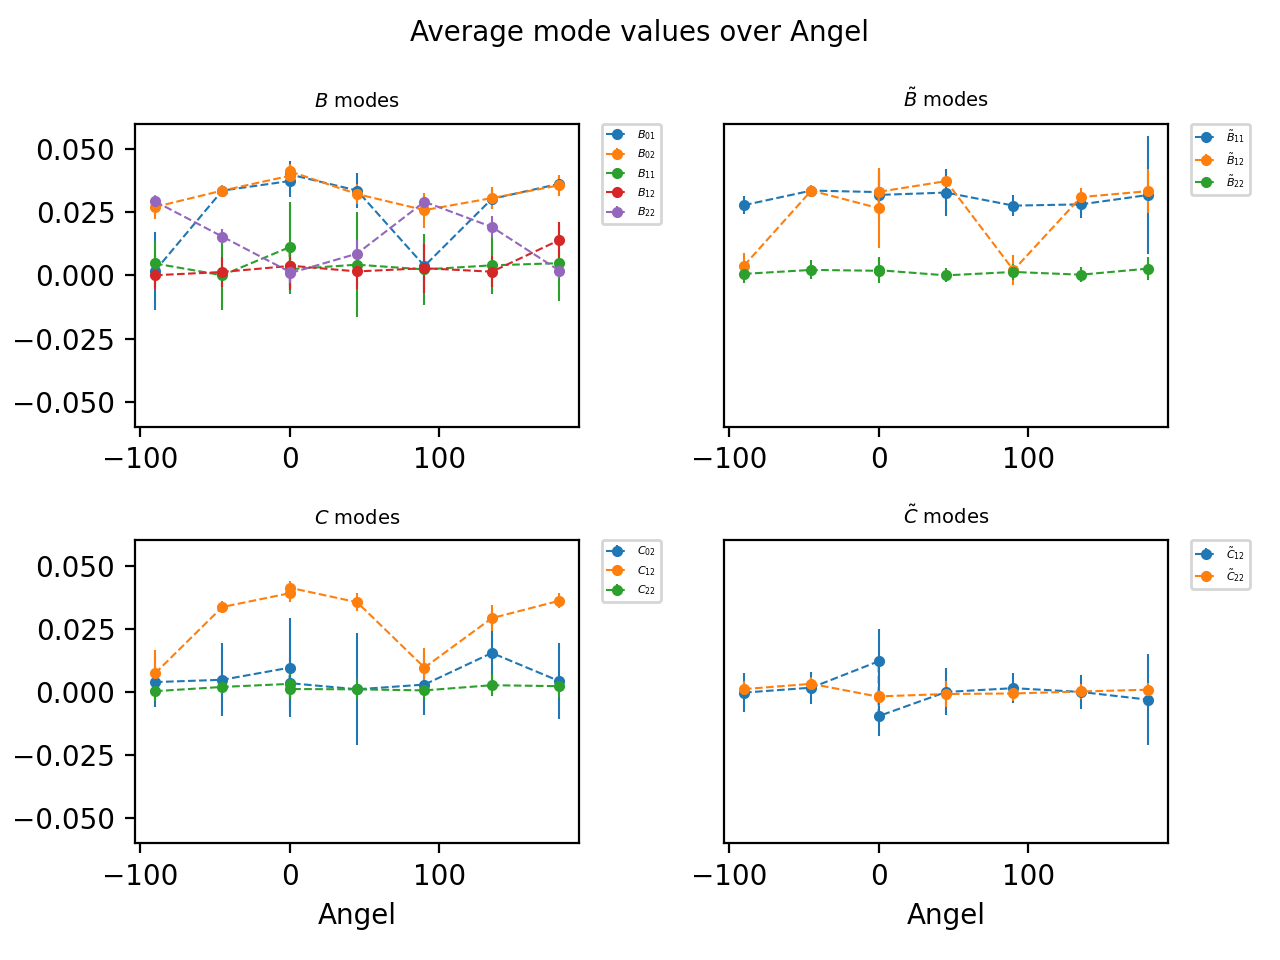 Average mode values over Angel
B modes
0.050
0.025
0.000
−0.025
−0.050
−100 0 100
B₀₁
B₀₂
B₁₁
B₁₂
B₂₂
B̃ modes
−100 0 100
B̃₁₁
B̃₁₂
B̃₂₂
C modes
0.050
0.025
0.000
−0.025
−0.050
−100 0 100
Angel
C₀₂
C₁₂
C₂₂
C̃ modes
−100 0 100
Angel
C̃₁₂
C̃₂₂